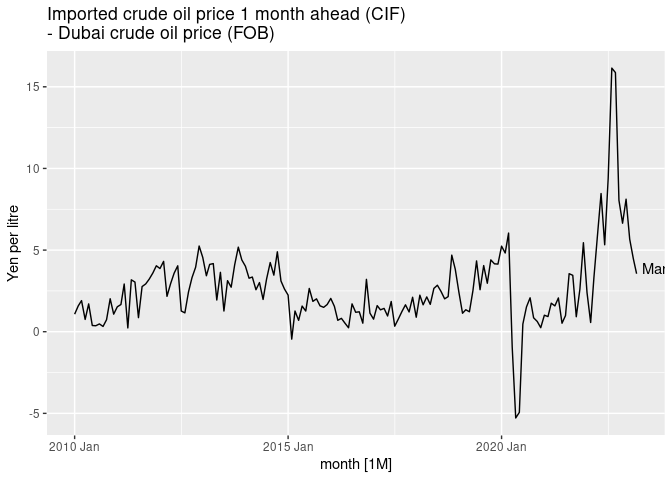 Imported crude oil price 1 month ahead (CIF)
- Dubai crude oil price (FOB)
Yen per litre
15
10
5
0
-5
Mar
2010 Jan
2015 Jan
2020 Jan
month [1M]